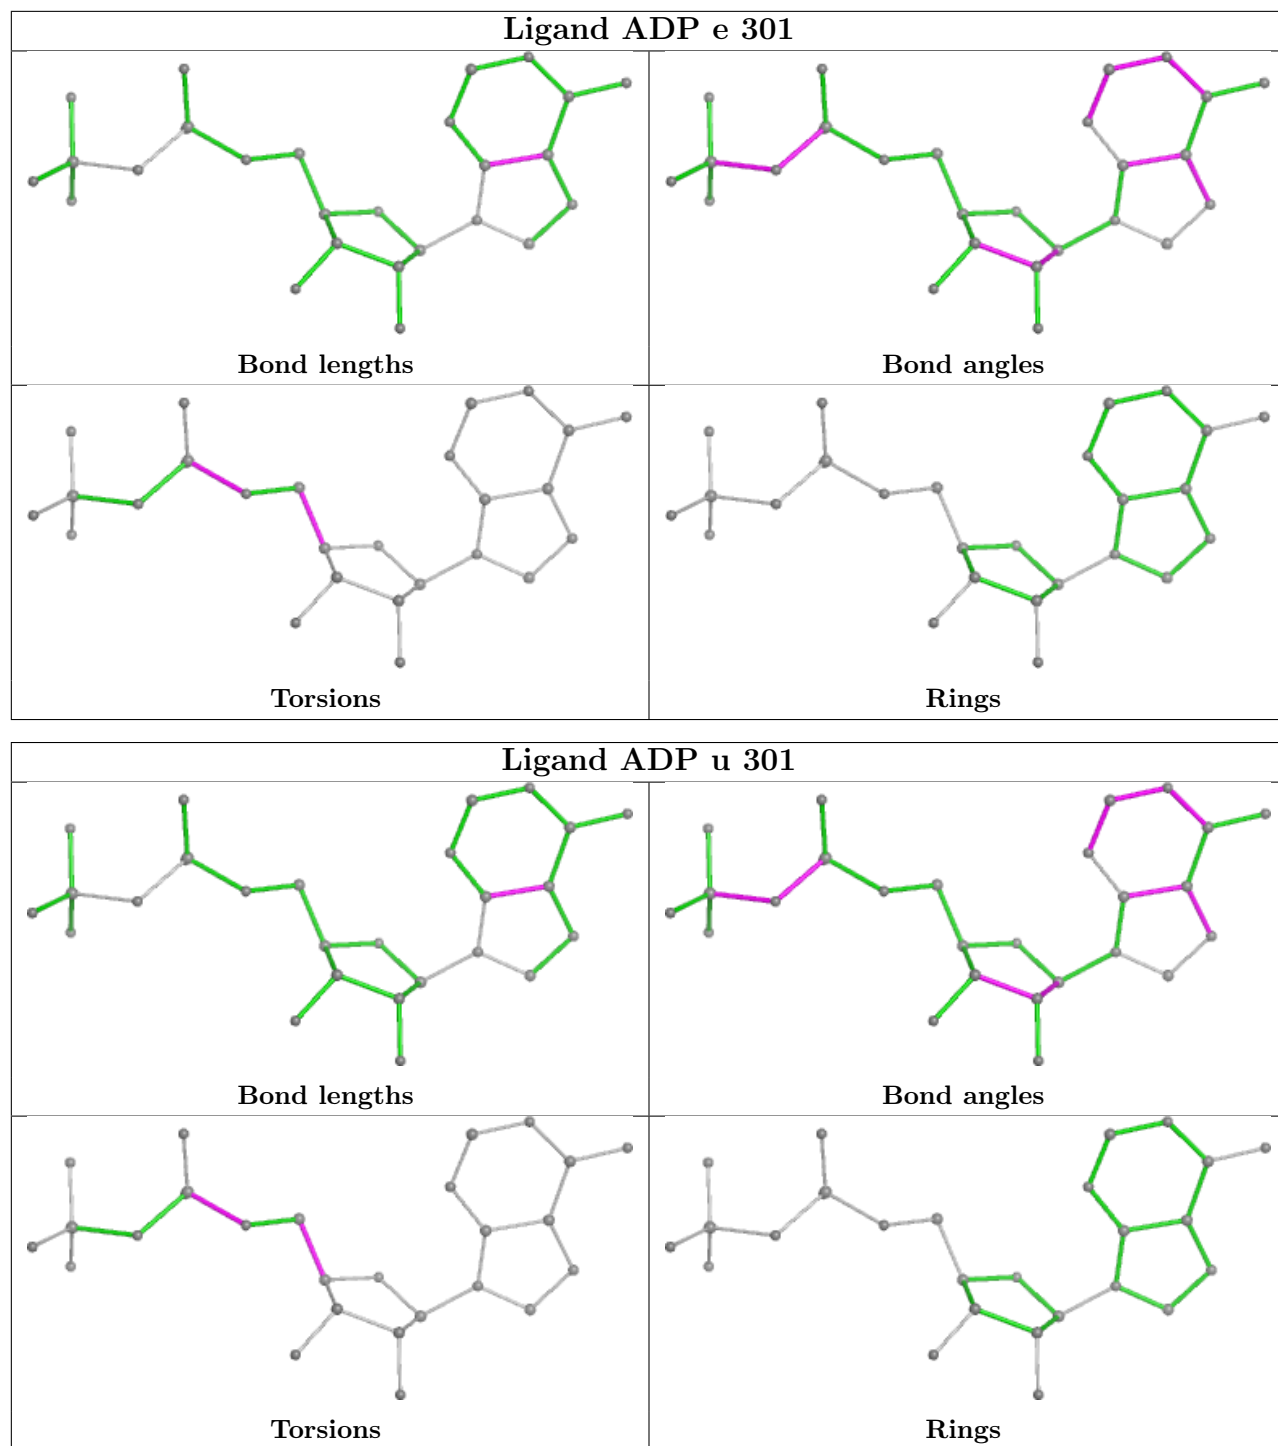 Ligand ADP e 301
Bond lengths
Bond angles
Torsions
Rings
Ligand ADP u 301
Bond lengths
Bond angles
Torsions
Rings